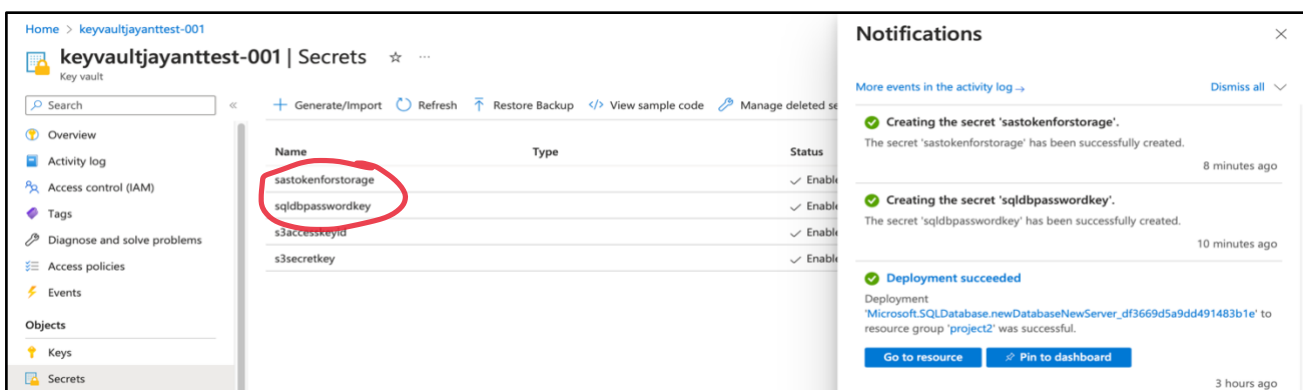 Home > keyvaultjayanttest-001
keyvaultjayanttest-001 | Secrets
Key vault
Search
Overview
Activity log
Access control (IAM)
Tags
Diagnose and solve problems
Access policies
Events
Objects
Keys
Secrets
Generate/Import Refresh Restore Backup View sample code Manage deleted se
Name Type Status
sastokenforstorage Enable
sqldbpasswordkey Enable
s3accesskeyid Enable
s3secretkey Enable
Notifications
More events in the activity log → Dismiss all
Creating the secret 'sastokenforstorage'.
The secret 'sastokenforstorage' has been successfully created.
8 minutes ago
Creating the secret 'sqldbpasswordkey'.
The secret 'sqldbpasswordkey' has been successfully created.
10 minutes ago
Deployment succeeded
Deployment
'Microsoft.SQLDatabase.newDatabaseNewServer_df3669d5a9dd491483b1e' to
resource group 'project2' was successful.
Go to resource Pin to dashboard
3 hours ago